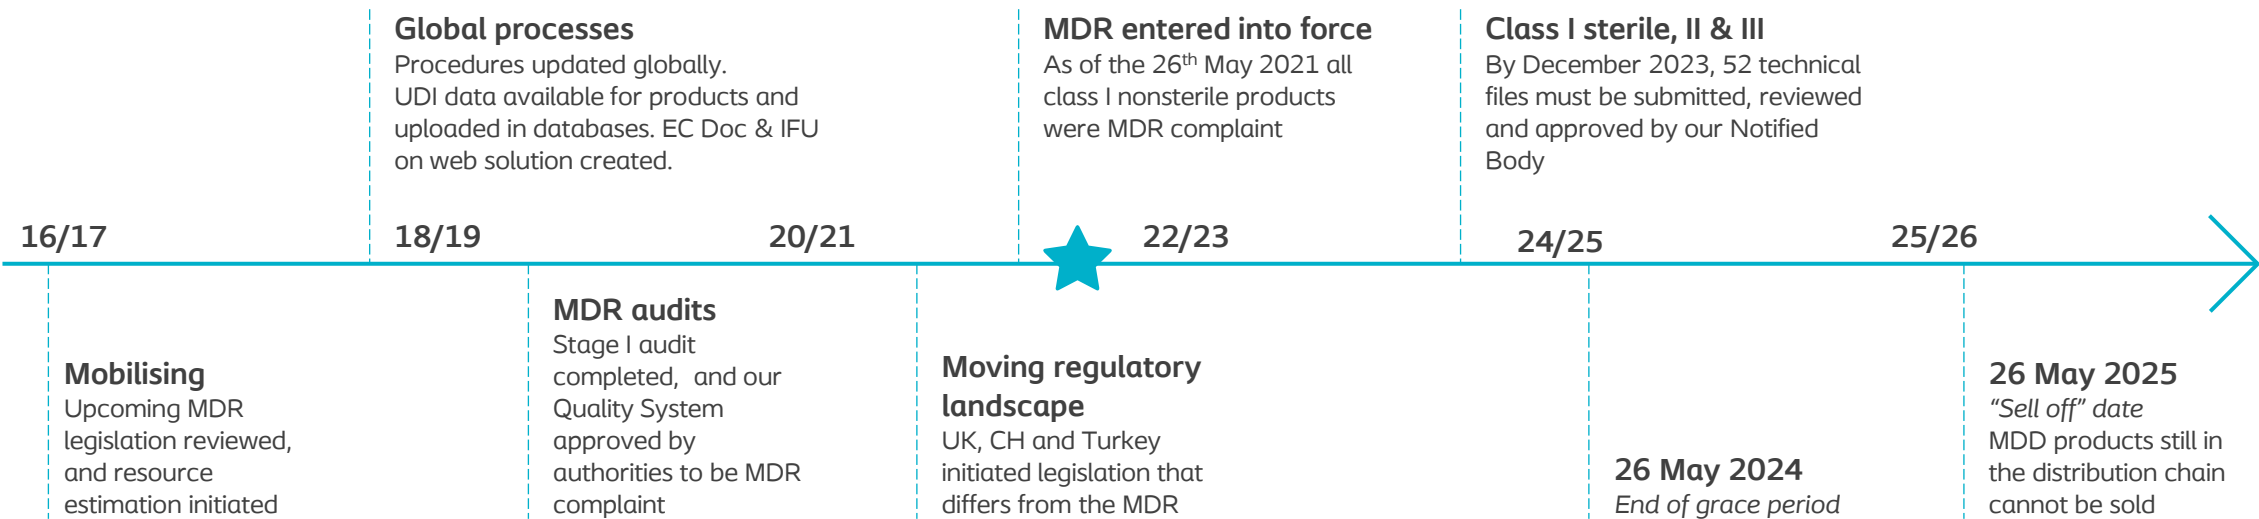 Global processes
Procedures updated globally.
UDI data available for products and
uploaded in databases. EC Doc & IFU
on web solution created.
MDR entered into force
As of the 26th May 2021 all
class I nonsterile products
were MDR complaint
Class I sterile, II & III
By December 2023, 52 technical
files must be submitted, reviewed
and approved by our Notified
Body
16/17
18/19
20/21
22/23
24/25
25/26
Mobilising
Upcoming MDR
legislation reviewed,
and resource
estimation initiated
MDR audits
Stage I audit
completed, and our
Quality System
approved by
authorities to be MDR
complaint
Moving regulatory
landscape
UK, CH and Turkey
initiated legislation that
differs from the MDR
26 May 2024
End of grace period
26 May 2025
“Sell off” date
MDD products still in
the distribution chain
cannot be sold